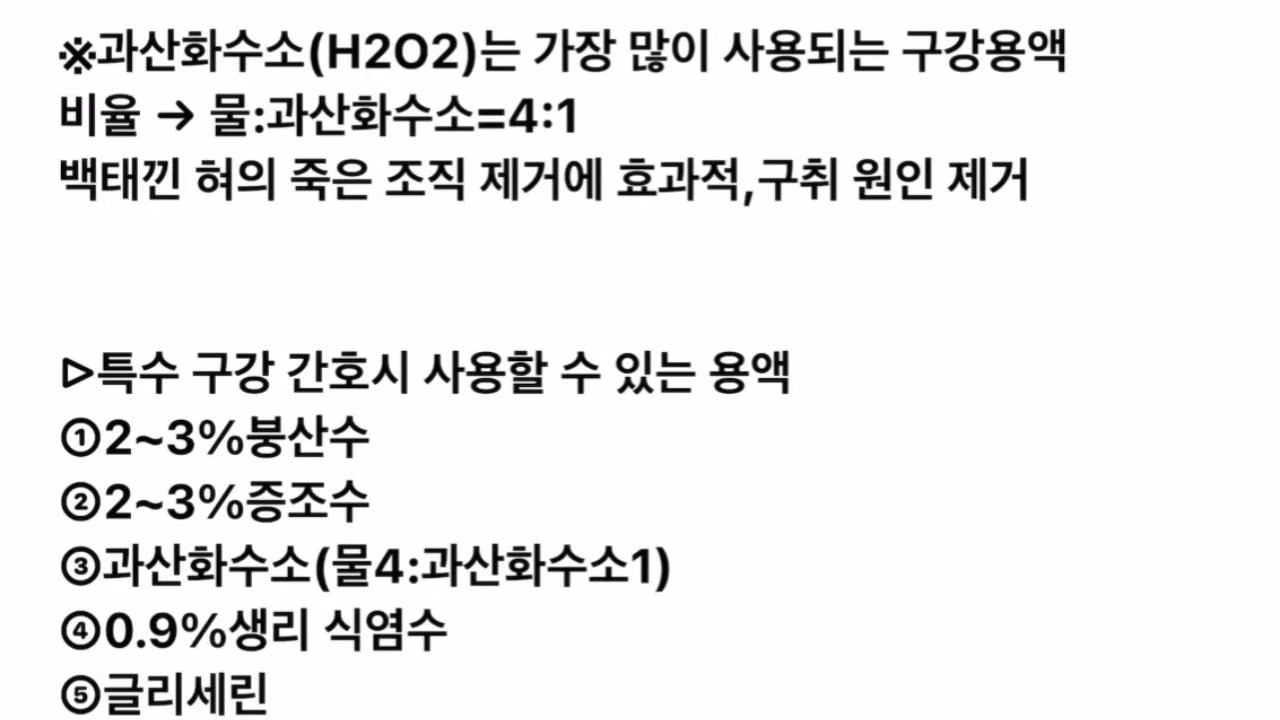 ※과산화수소(H2O2)는 가장 많이 사용되는 구강용액
비율 → 물:과산화수소=4:1
백태낀 혀의 죽은 조직 제거에 효과적,구취 원인 제거
▷특수 구강 간호시 사용할 수 있는 용액
①2~3%붕산수
②2~3%증조수
③과산화수소(물4:과산화수소1)
④0.9%생리 식염수
⑤글리세린